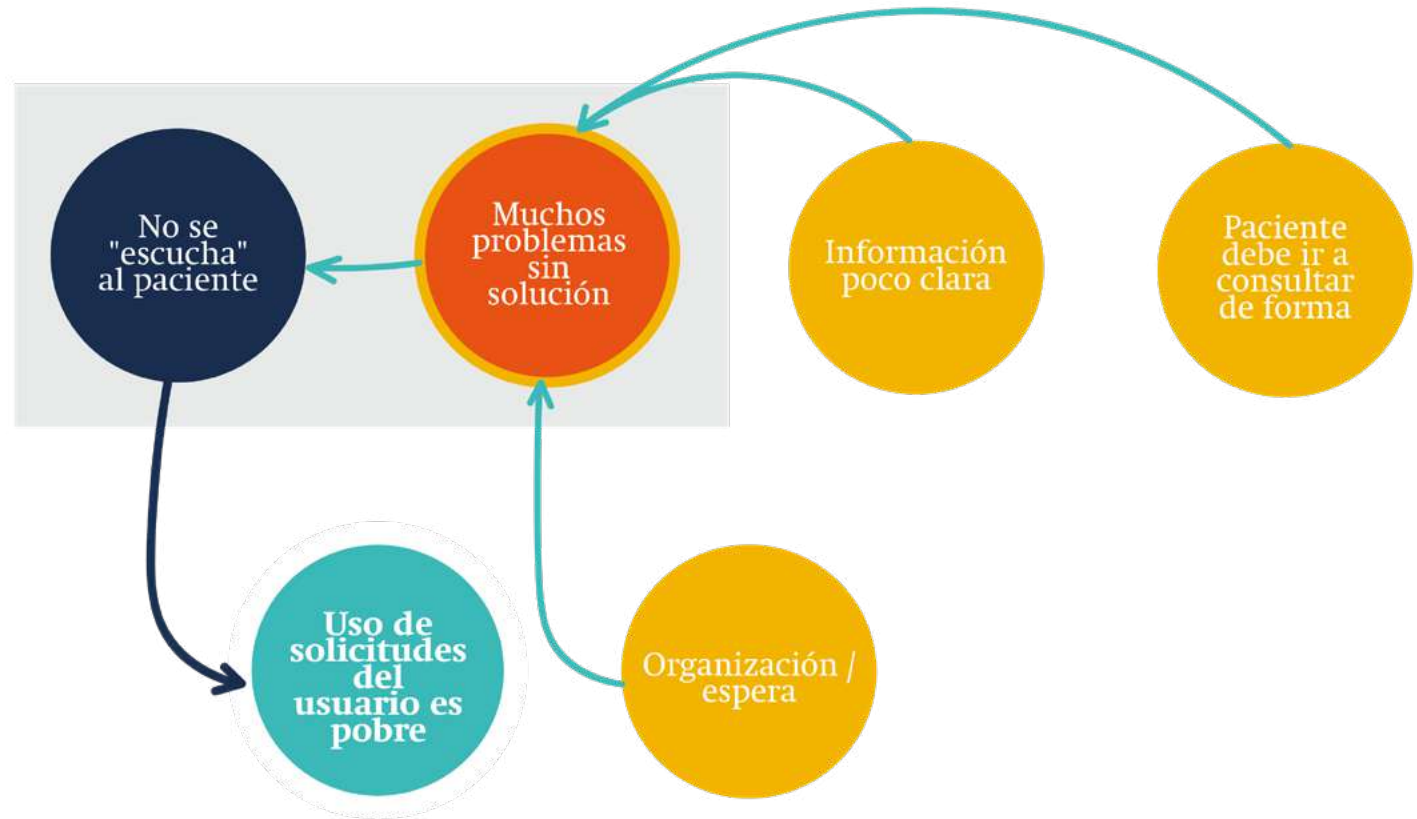 No se
"escucha"
al paciente
Muchos
problemas
sin
solución
Información
poco clara
Paciente
debe ir a
consultar
de forma
Uso de
solicitudes
del
usuario es
pobre
Organización /
espera